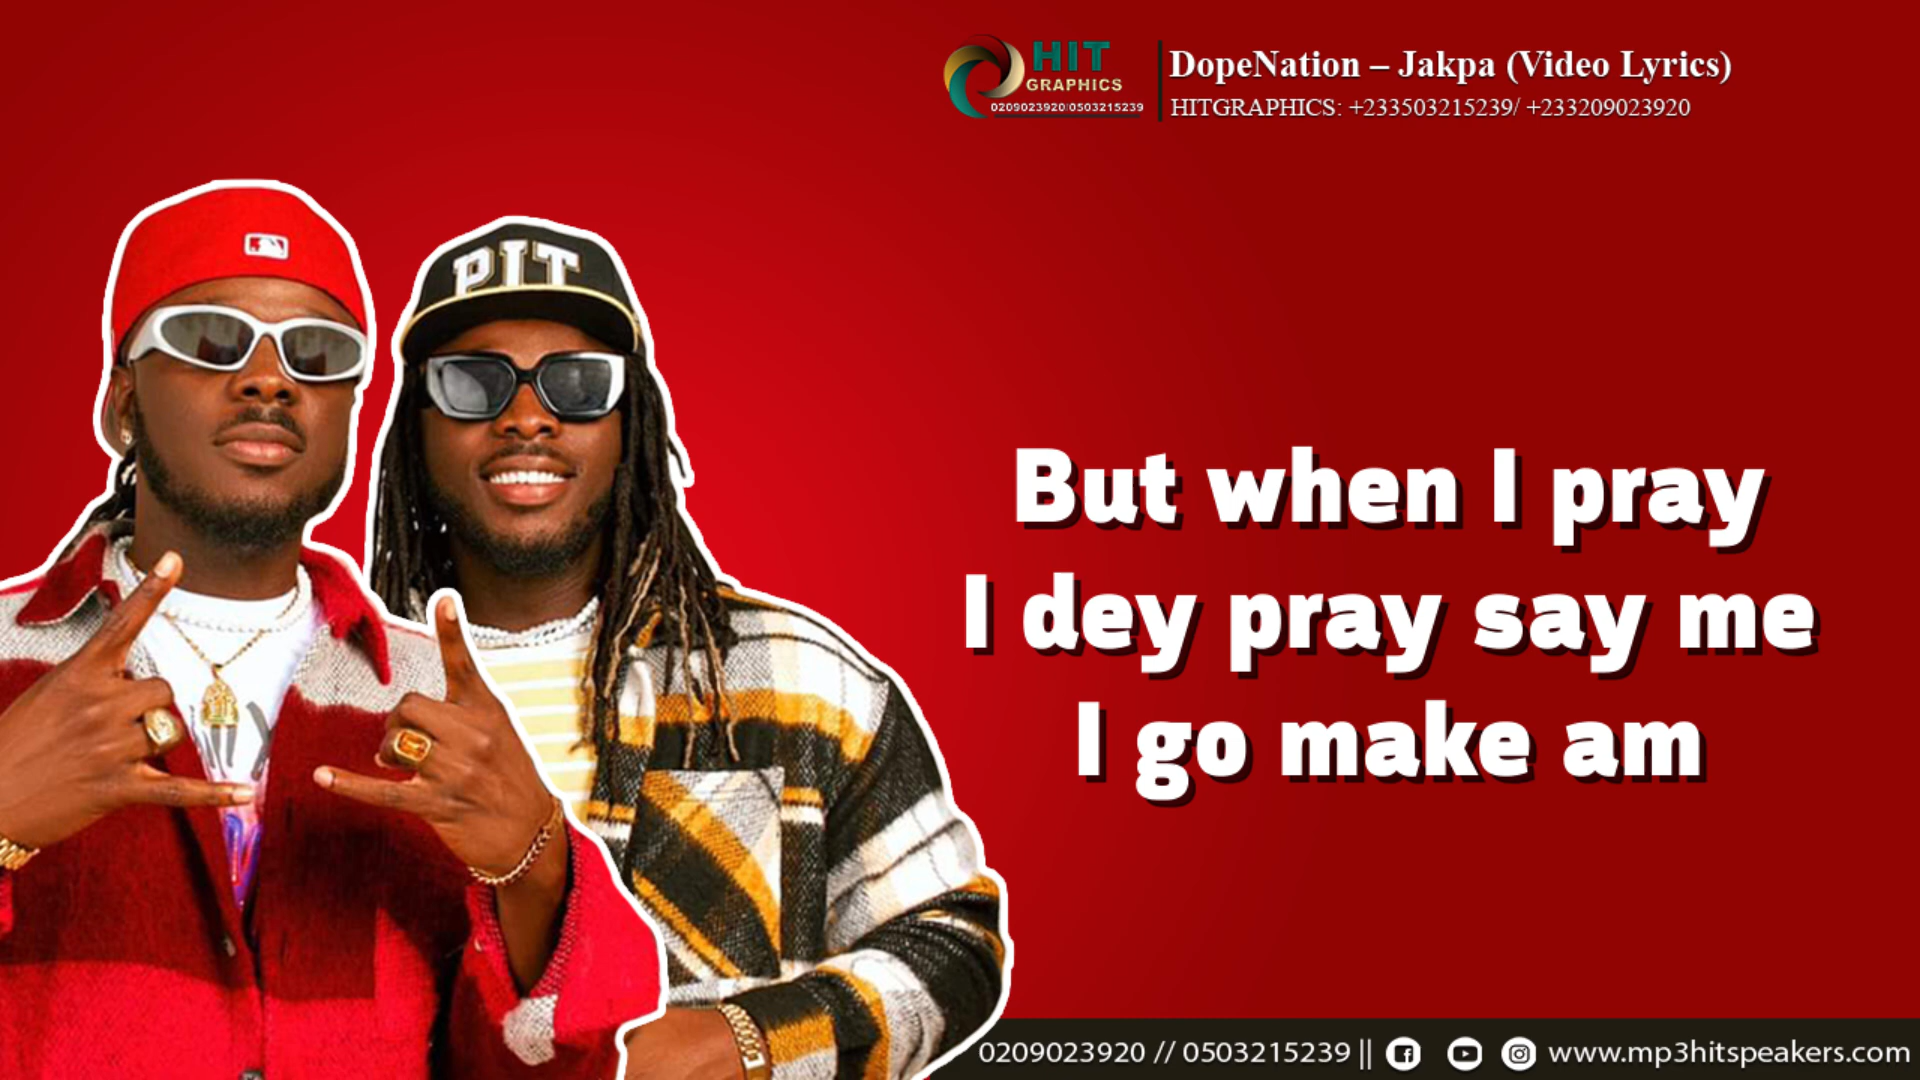 HIT
GRAPHICS
0209023920/0503215239
DopeNation – Jakpa (Video Lyrics)
HITGRAPHICS: +233503215239/ +233209023920
PIT
But when I pray
I dey pray say me
I go make am
0209023920 // 0503215239 || www.mp3hitspeakers.com